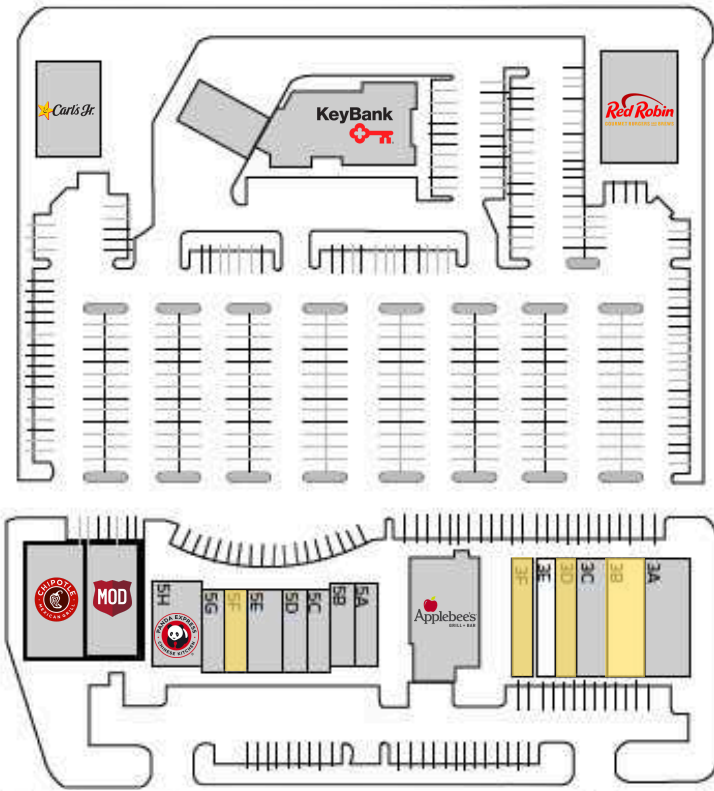 Carl's Jr.
KeyBank
Red Robin
CHIPOTLE
MEXICAN GRILL
MOD
5H
PANDA EXPRESS
CHINESE KITCHEN
5G
5F
5E
5D
5C
5B
5A
Applebee's
GRILL + BAR
3F
3E
3D
3C
3B
3A